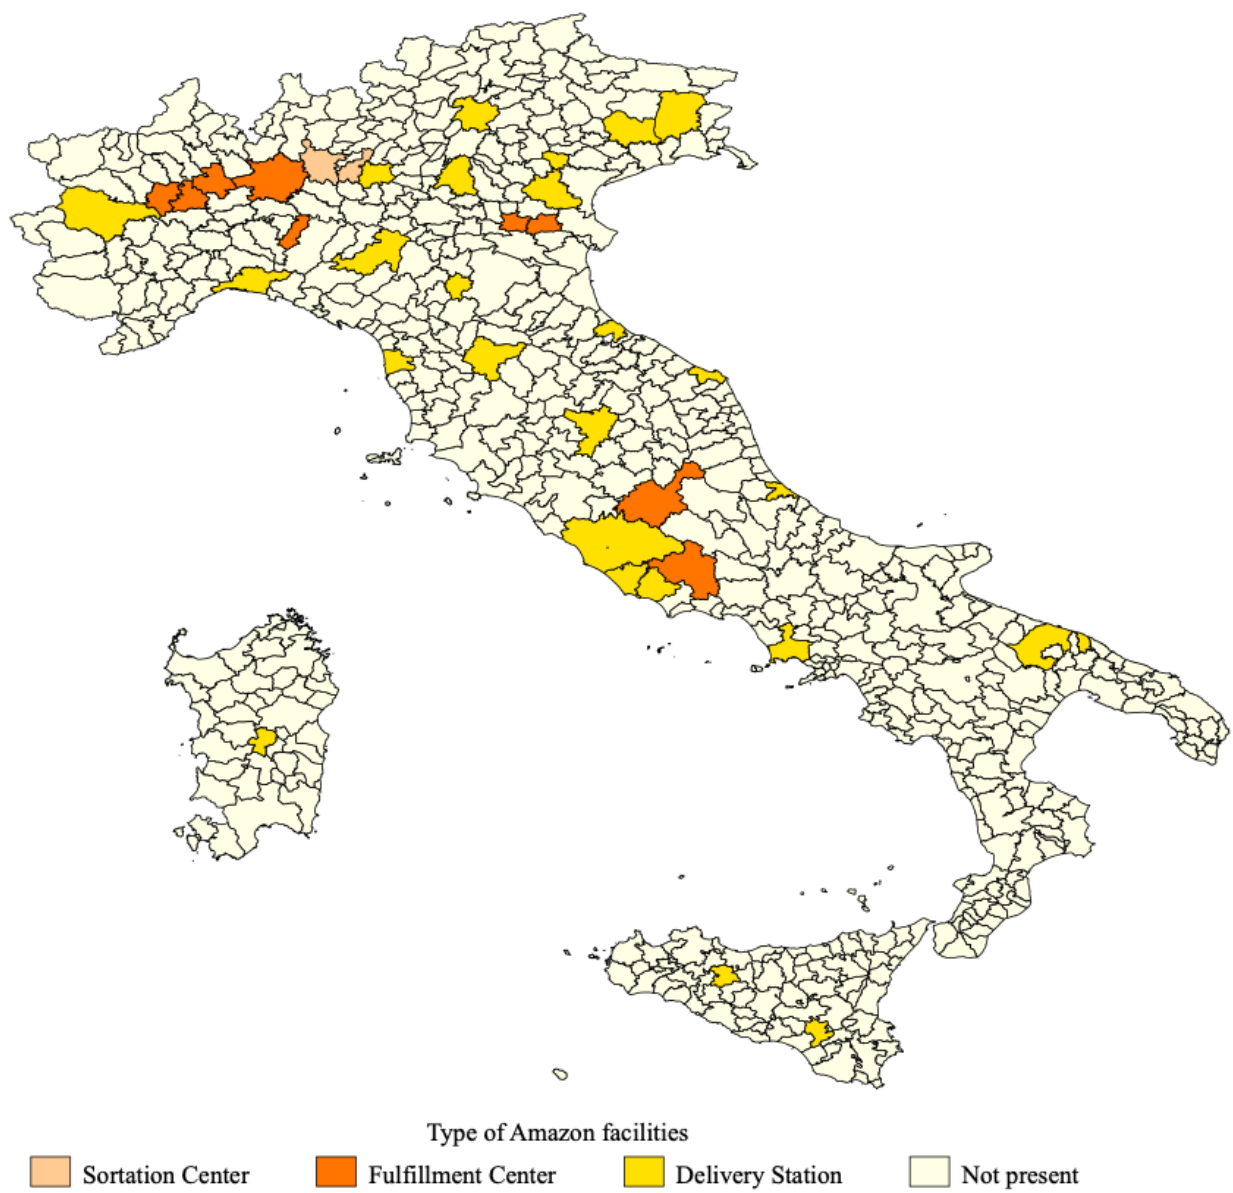 Type of Amazon facilities
Sortation Center Fulfillment Center Delivery Station Not present